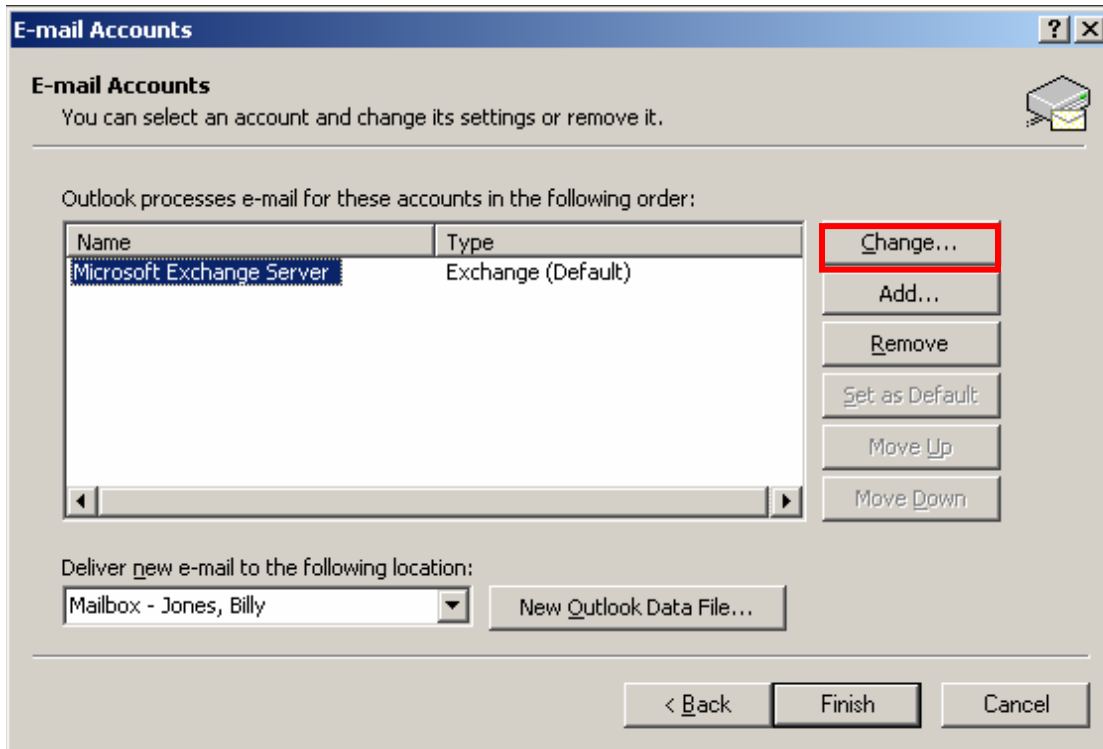 E-mail Accounts
E-mail Accounts
You can select an account and change its settings or remove it.
Outlook processes e-mail for these accounts in the following order:
Name Type
Microsoft Exchange Server Exchange (Default)
Change...
Add...
Remove
Set as Default
Move Up
Move Down
Deliver new e-mail to the following location:
Mailbox - Jones, Billy New Outlook Data File...
< Back Finish Cancel